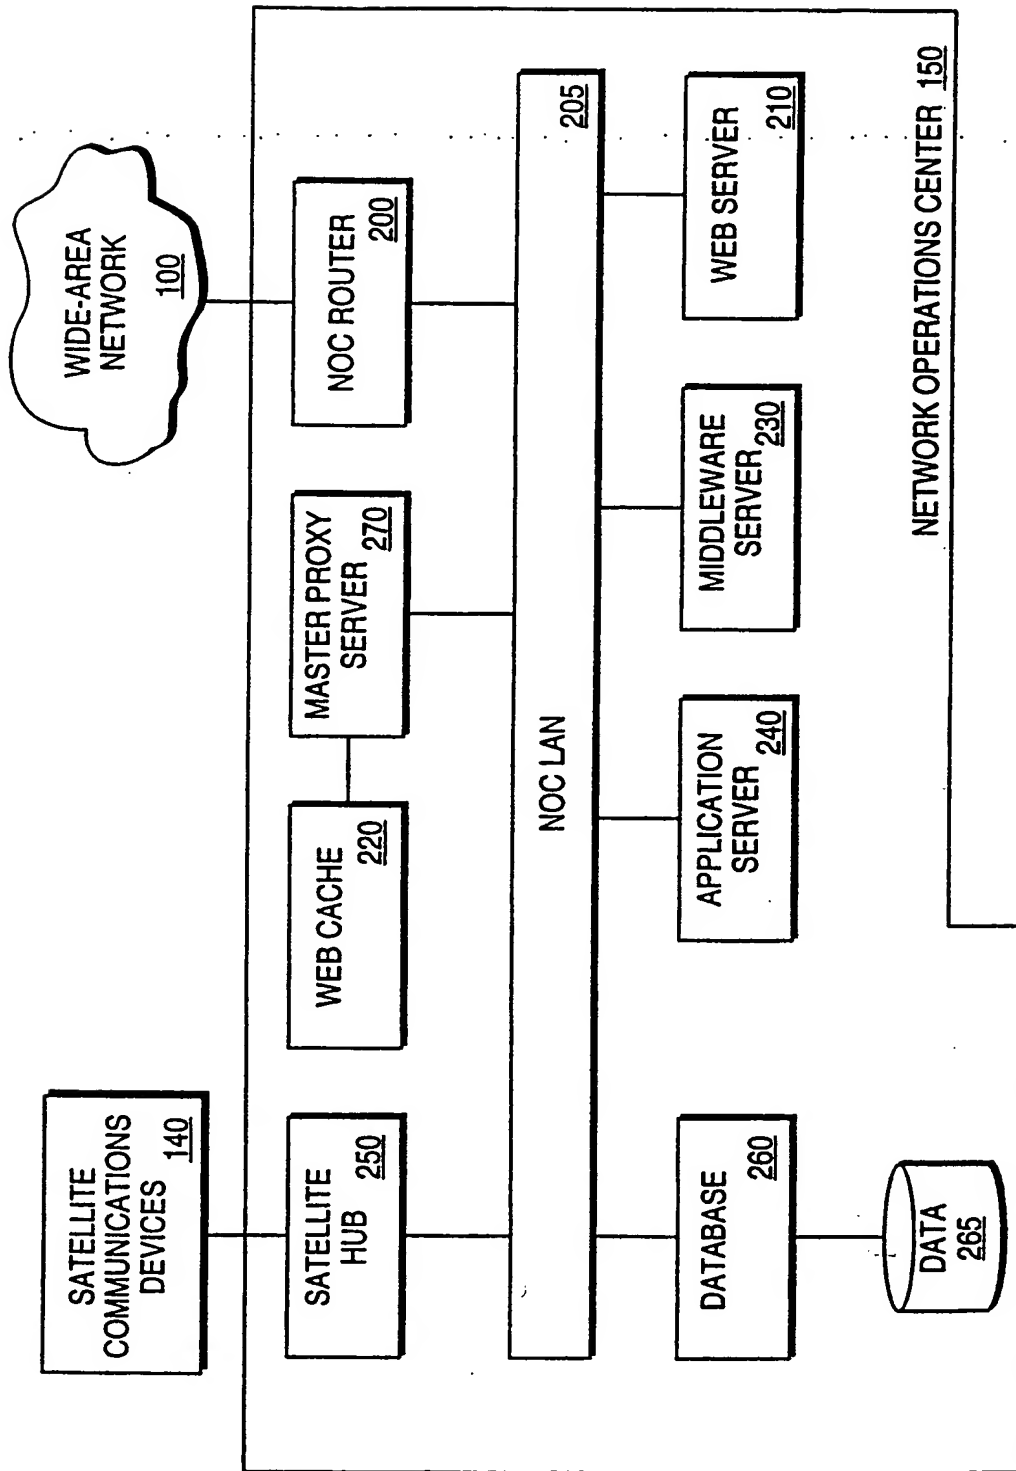 SATELLITE
COMMUNICATIONS
DEVICES
140
WIDE-AREA
NETWORK
100
SATELLITE
HUB
250
WEB CACHE
220
MASTER PROXY
SERVER
270
NOC ROUTER
200
NOC LAN
205
DATABASE
260
APPLICATION
SERVER
240
MIDDLEWARE
SERVER
230
WEB SERVER
210
DATA
265
NETWORK OPERATIONS CENTER 150